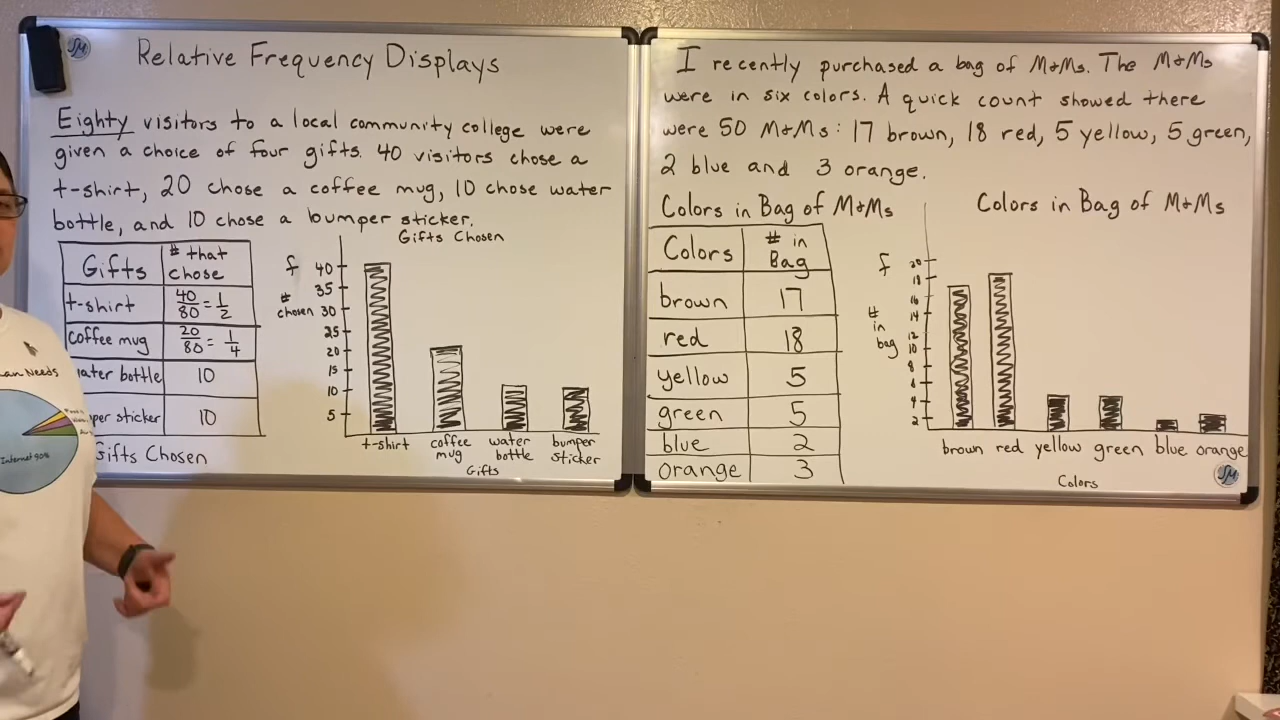 Relative Frequency Displays
Eighty visitors to a local community college were
given a choice of four gifts. 40 visitors chose a
t-shirt, 20 chose a coffee mug, 10 chose water
bottle, and 10 chose a bumper sticker.
Gifts # that chose
t-shirt 40/80 = 1/2
coffee mug 20/80 = 1/4
water bottle 10
per sticker 10
Gifts Chosen
Gifts Chosen
f
# chosen
40
35
30
25
20
15
10
5
t-shirt coffee mug water bottle bumper sticker
Gifts
I recently purchased a bag of M&Ms. The M&Ms
were in six colors. A quick count showed there
were 50 M&Ms: 17 brown, 18 red, 5 yellow, 5 green,
2 blue and 3 orange.
Colors in Bag of M&Ms
Colors # in Bag
brown 17
red 18
yellow 5
green 5
blue 2
orange 3
Colors in Bag of M&Ms
f
# in bag
20
18
16
14
12
10
8
6
4
2
brown red yellow green blue orange
Colors
an Needs
Internet 90%